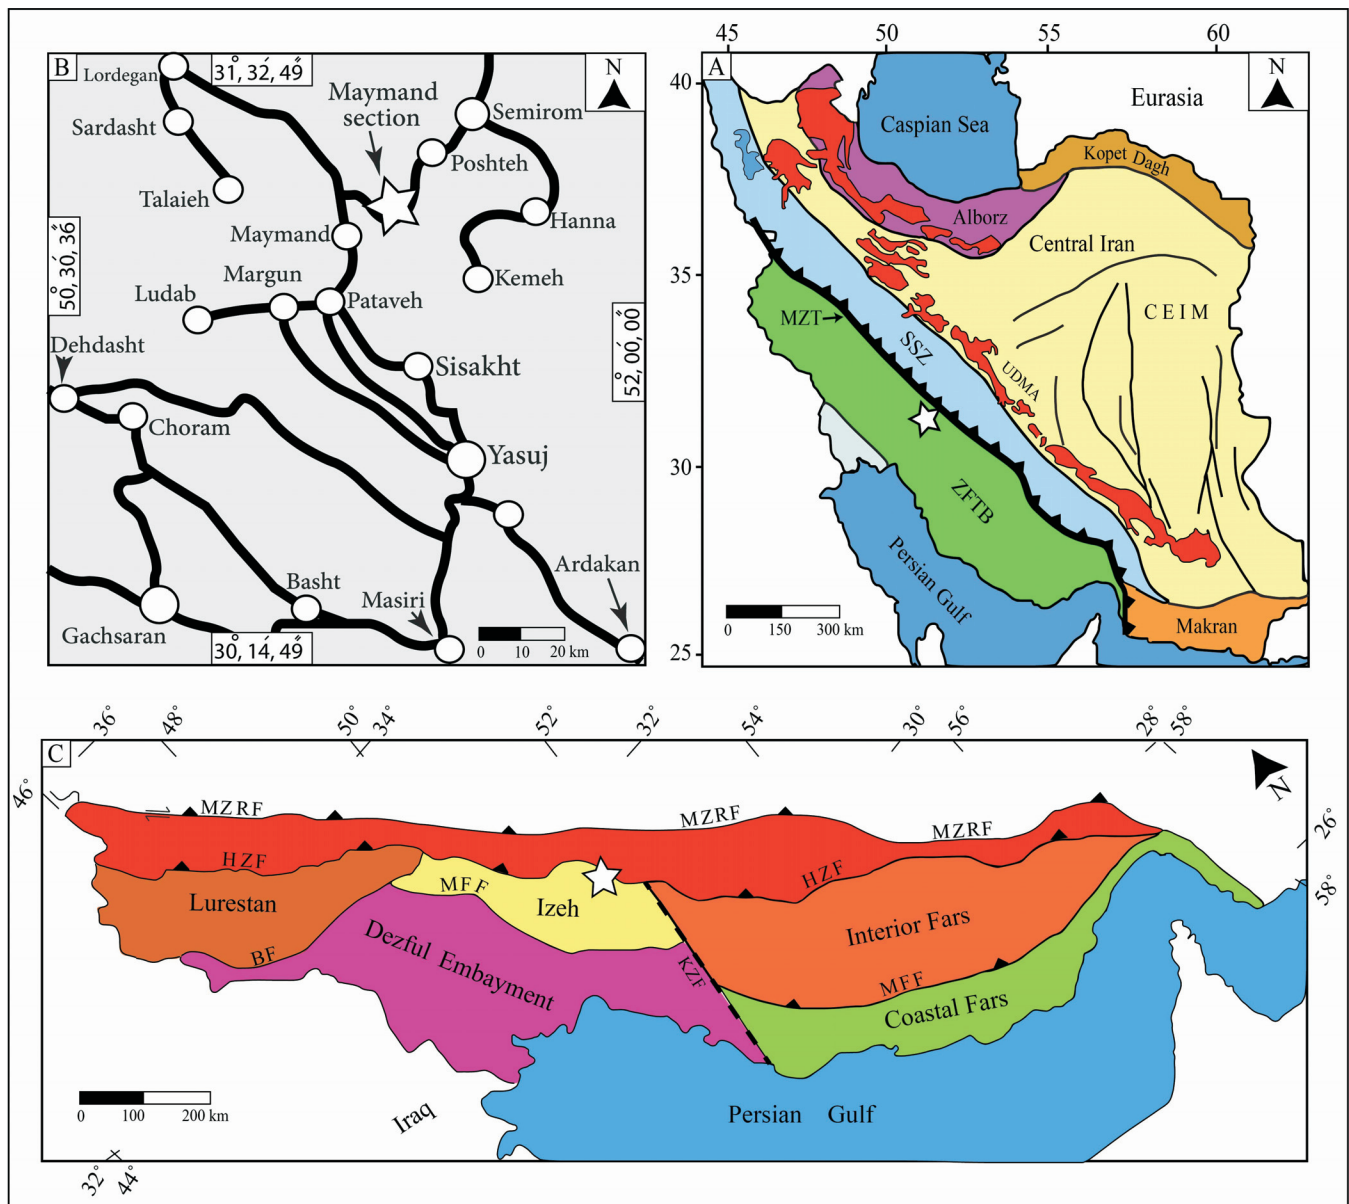 B
31°, 32′, 49″
N
Lordegan
Maymand
section
Semirom
Sardasht
Poshteh
Talaieh
Hanna
50°, 30′, 36″
Maymand
Margun
Kemeh
Ludab
Pataveh
52°, 00′, 00″
Dehdasht
Sisakht
Choram
Yasuj
Ardakan
Basht
Masiri
Gachsaran
30°, 14′, 49″
0 10 20 km
45 50 55 60
A
N
40
35
30
25
Eurasia
Caspian Sea
Kopet Dagh
Alborz
Central Iran
MZT
SSZ
CEIM
UDMA
ZFTB
Persian Gulf
Makran
0 150 300 km
36° 48° 50° 34° 52° 32° 54° 30° 56° 28° 58°
C
N
46°
MZRF
MZRF
MZRF
26°
HZF
HZF
58°
MFF
Lurestan
Izeh
Interior Fars
BF
Dezful Embayment
KZF
MFF
Coastal Fars
0 100 200 km
Iraq
Persian Gulf
32° 44°